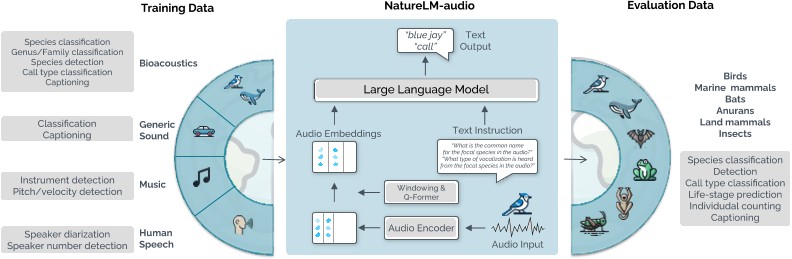 Training Data
Species classification
Genus/Family classification
Species detection
Call type classification
Captioning
Bioacoustics
Classification
Captioning
Generic
Sound
Instrument detection
Pitch/velocity detection
Music
Speaker diarization
Speaker number detection
Human
Speech
NatureLM-audio
"blue jay"
"call"
Text
Output
Large Language Model
Audio Embeddings
Text Instruction
"What is the common name
for the focal species in the audio?"
"What type of vocalization is heard
from the focal species in the audio?"
Windowing &
Q-Former
Audio Encoder
Audio Input
Evaluation Data
Birds
Marine mammals
Bats
Anurans
Land mammals
Insects
Species classification
Detection
Call type classification
Life-stage prediction
Individudal counting
Captioning